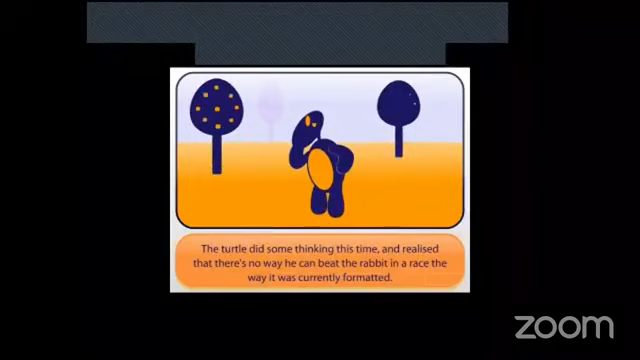 The turtle did some thinking this time, and realised
that there's no way he can beat the rabbit in a race the
way it was currently formatted.
zoom